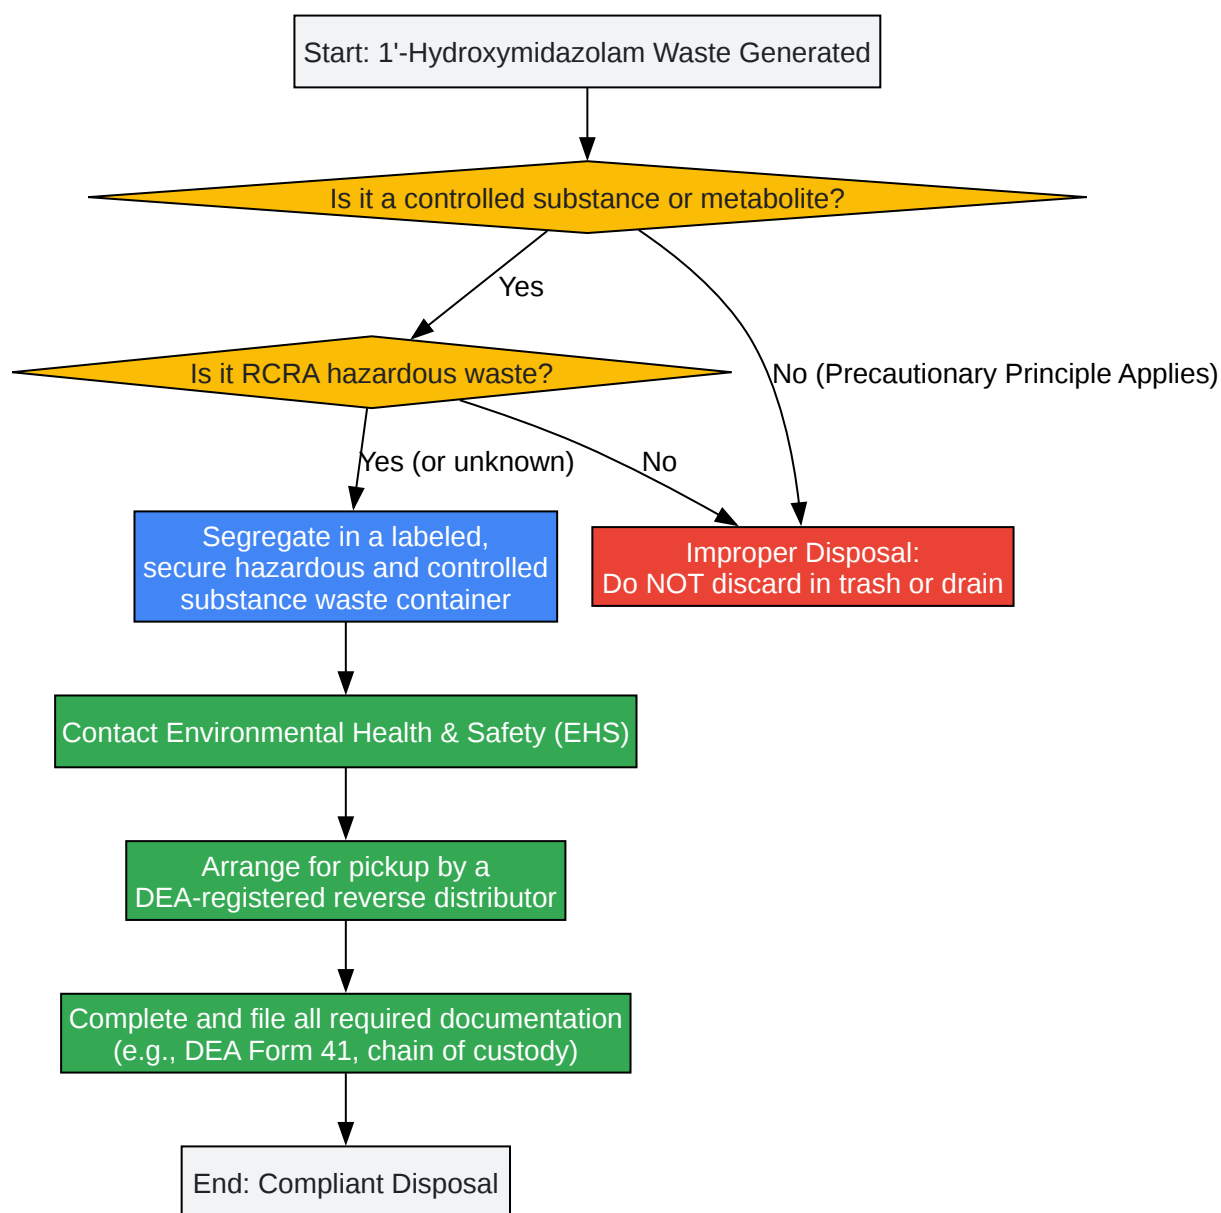 Start: 1'-Hydroxymidazolam Waste Generated
Is it a controlled substance or metabolite?
Yes
Is it RCRA hazardous waste?
No (Precautionary Principle Applies)
Yes (or unknown)
No
Segregate in a labeled,
secure hazardous and controlled
substance waste container
Improper Disposal:
Do NOT discard in trash or drain
Contact Environmental Health & Safety (EHS)
Arrange for pickup by a
DEA-registered reverse distributor
Complete and file all required documentation
(e.g., DEA Form 41, chain of custody)
End: Compliant Disposal